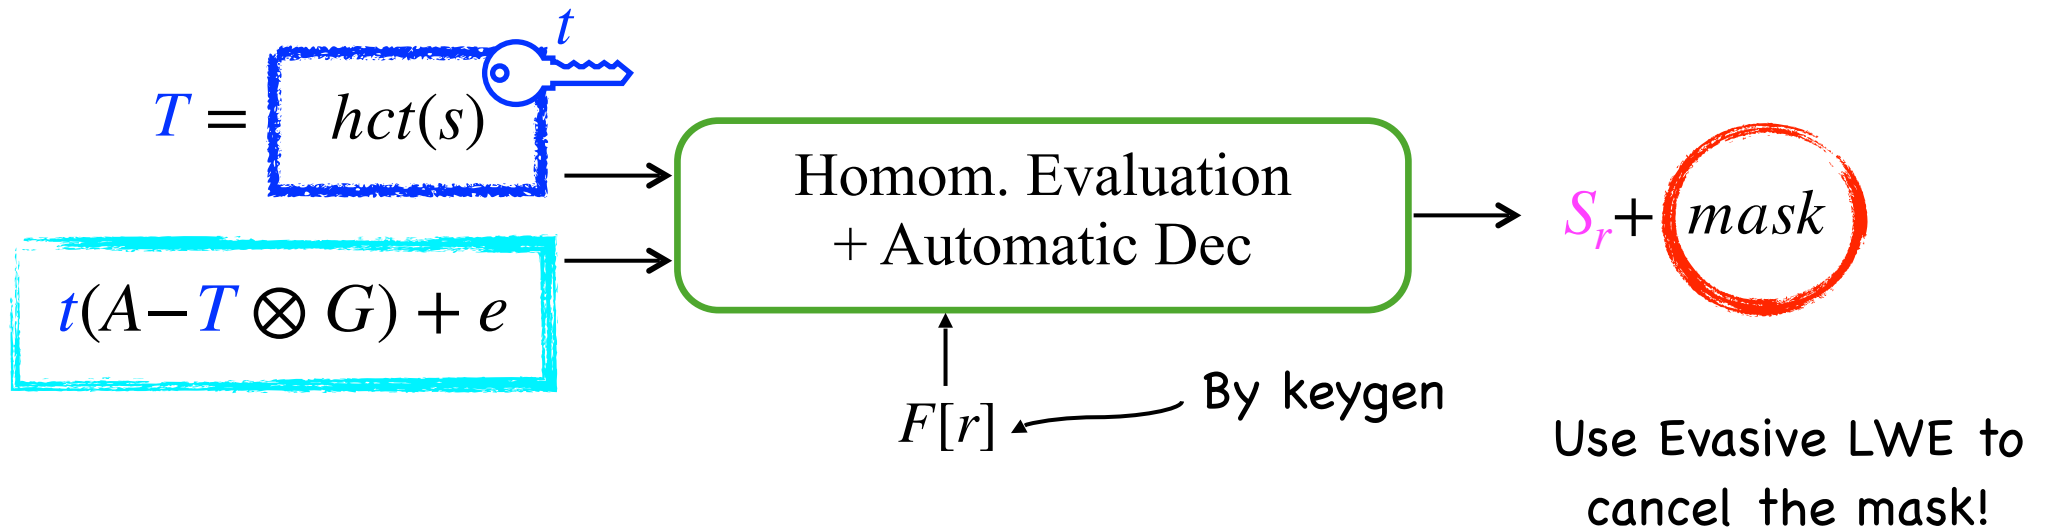 t
T = hct(s)
t(A−T ⊗ G) + e
Homom. Evaluation
+ Automatic Dec
S_r + mask
F[r]
By keygen
Use Evasive LWE to
cancel the mask!